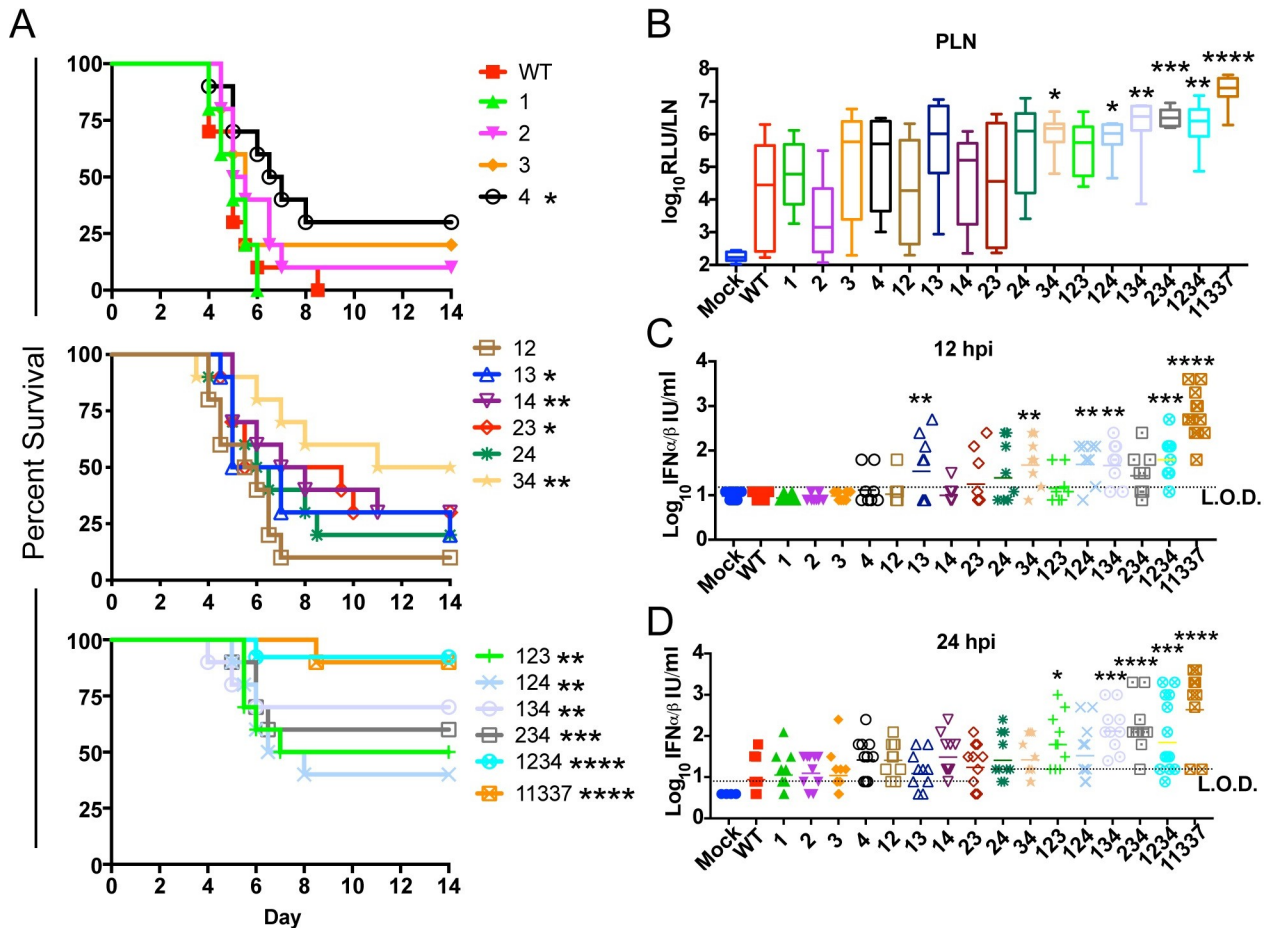 A
Percent Survival
100
75
50
25
0
0 2 4 6 8 10 12 14
WT
1
2
3
4 *
100
75
50
25
0
0 2 4 6 8 10 12 14
12
13 *
14 **
23 *
24
34 **
100
75
50
25
0
0 2 4 6 8 10 12 14
Day
123 **
124 **
134 **
234 ***
1234 ****
11337 ****
B
PLN
log10RLU/LN
8
7
6
5
4
3
2
* * ** *** ** ****
Mock WT 1 2 3 4 12 13 14 23 24 34 123 124 134 234 1234 11337
C
12 hpi
Log10 IFNα/β IU/ml
4
3
2
1
0
** ** ** ** *** ****
L.O.D.
Mock WT 1 2 3 4 12 13 14 23 24 34 123 124 134 234 1234 11337
D
24 hpi
Log10 IFNα/β IU/ml
4
3
2
1
0
* *** **** *** ****
L.O.D.
Mock WT 1 2 3 4 12 13 14 23 24 34 123 124 134 234 1234 11337